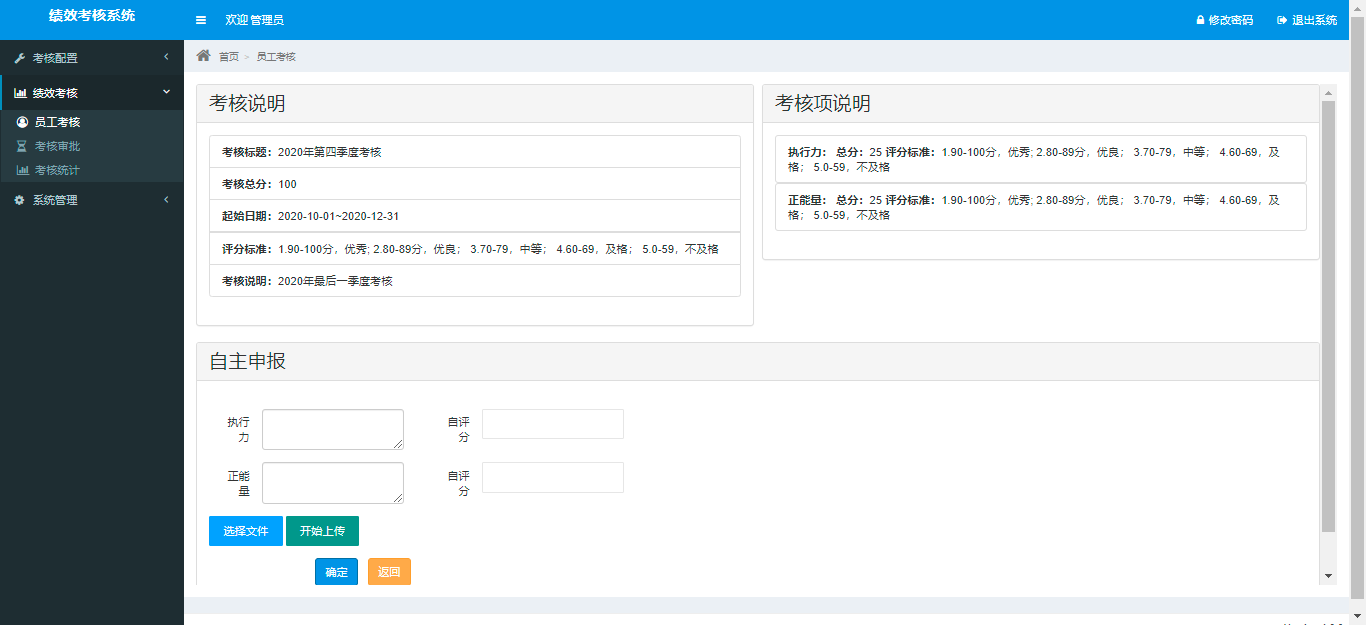 绩效考核系统
欢迎 管理员
修改密码
退出系统
考核配置
绩效考核
员工考核
考核审批
考核统计
系统管理
首页 > 员工考核
考核说明
考核标题：2020年第四季度考核
考核总分：100
起始日期：2020-10-01~2020-12-31
评分标准：1.90-100分，优秀; 2.80-89分，优良； 3.70-79，中等； 4.60-69，及格； 5.0-59，不及格
考核说明：2020年最后一季度考核
考核项说明
执行力： 总分：25 评分标准：1.90-100分，优秀; 2.80-89分，优良； 3.70-79，中等； 4.60-69，及
格； 5.0-59，不及格
正能量： 总分：25 评分标准：1.90-100分，优秀; 2.80-89分，优良； 3.70-79，中等； 4.60-69，及
格； 5.0-59，不及格
自主申报
执行
力
自评
分
正能
量
自评
分
选择文件
开始上传
确定
返回